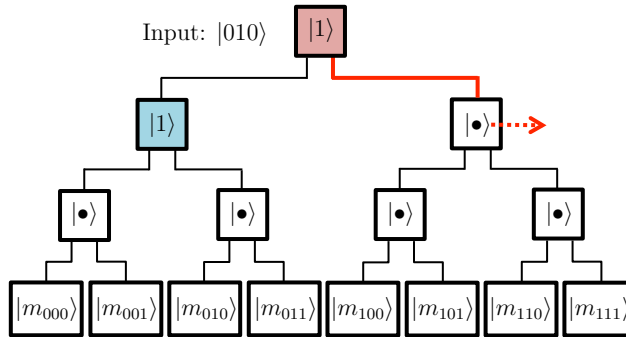 Input: |010⟩ |1⟩
|1⟩ |•⟩
|•⟩ |•⟩ |•⟩ |•⟩
|m₀₀₀⟩ |m₀₀₁⟩ |m₀₁₀⟩ |m₀₁₁⟩ |m₁₀₀⟩ |m₁₀₁⟩ |m₁₁₀⟩ |m₁₁₁⟩